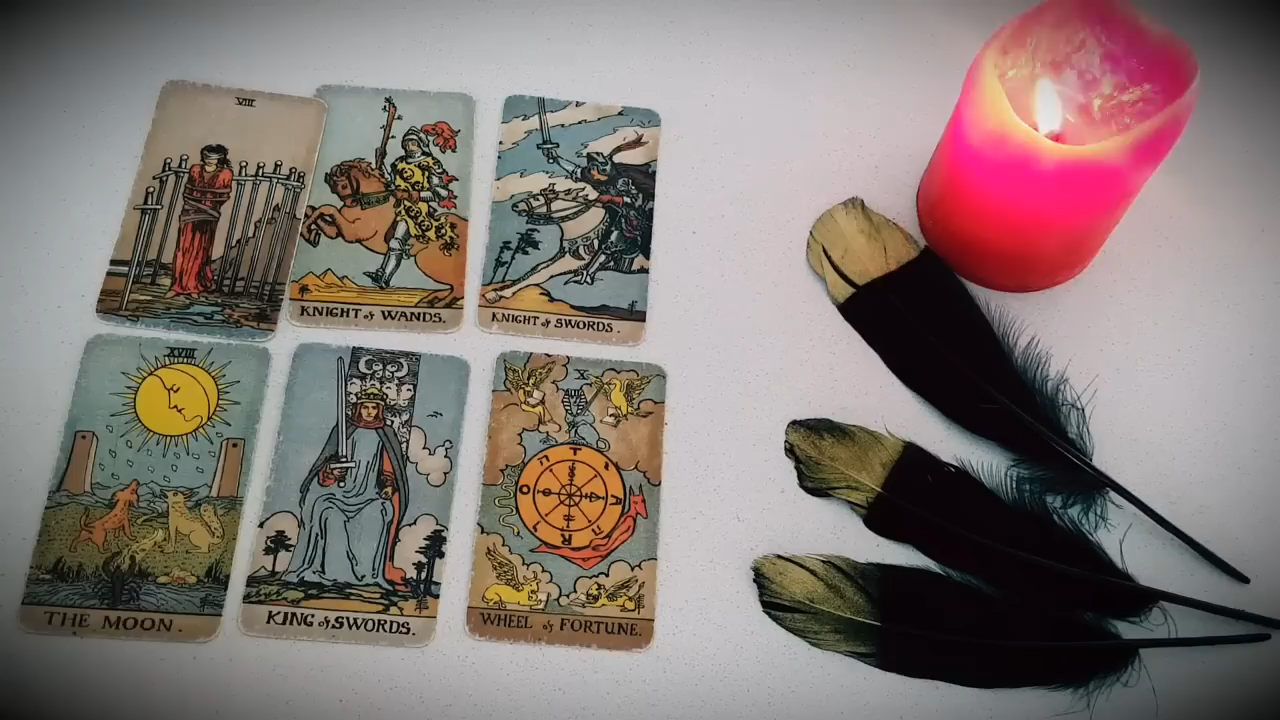 VIII
KNIGHT of WANDS.
KNIGHT of SWORDS.
XVIII
THE MOON.
KING of SWORDS.
X
T
A
R
O
WHEEL of FORTUNE.